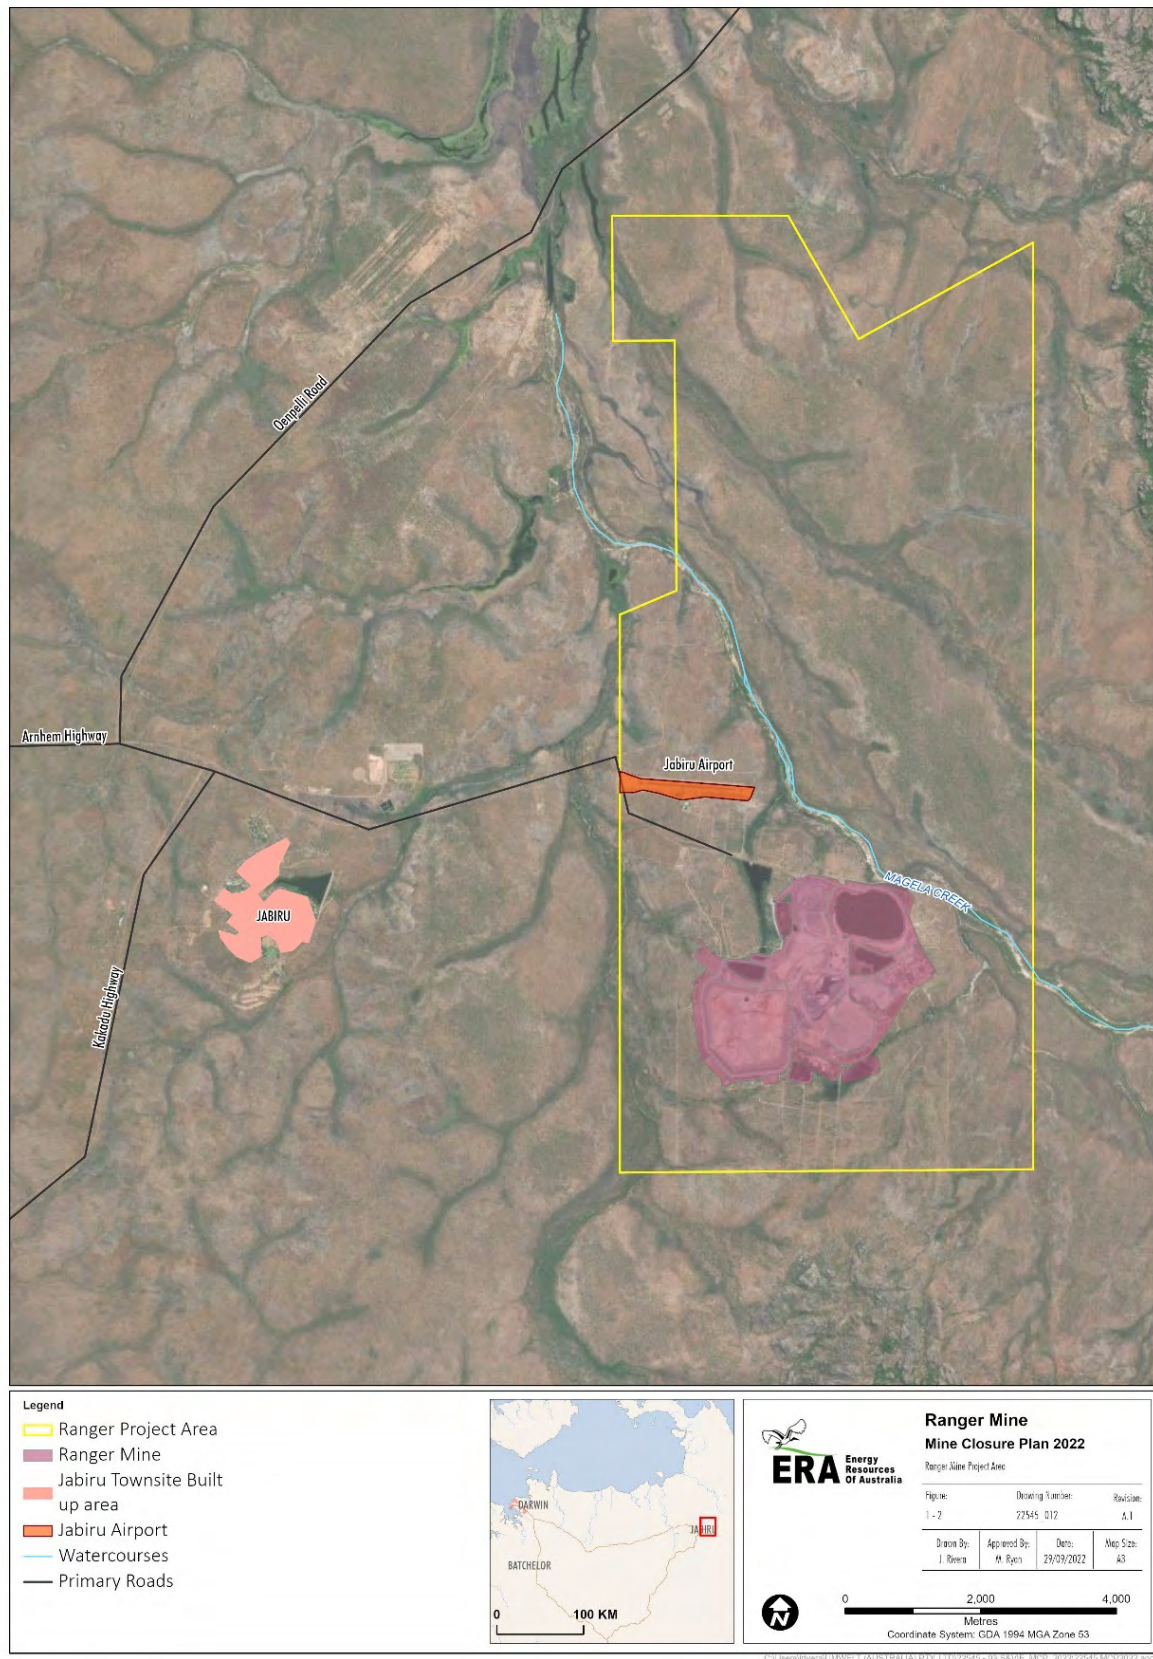 Oenpelli Road
Arnhem Highway
Jabiru Airport
MAGELA CREEK
JABIRU
Kakadu Highway
Legend
Ranger Project Area
Ranger Mine
Jabiru Townsite Built
up area
Jabiru Airport
Watercourses
Primary Roads
DARWIN
BATCHELOR
0 100 KM
ERA Energy
Resources
Of Australia
Ranger Mine
Mine Closure Plan 2022
Ranger Mine Project Area
Figure: Drawing Number: Revision:
1 - 2 22545 012 A.1
Drawn By: Approved By: Date: Map Size:
J. Rivera M. Ryan 29/09/2022 A3
0 2,000 4,000
Metres
Coordinate System: GDA 1994 MGA Zone 53